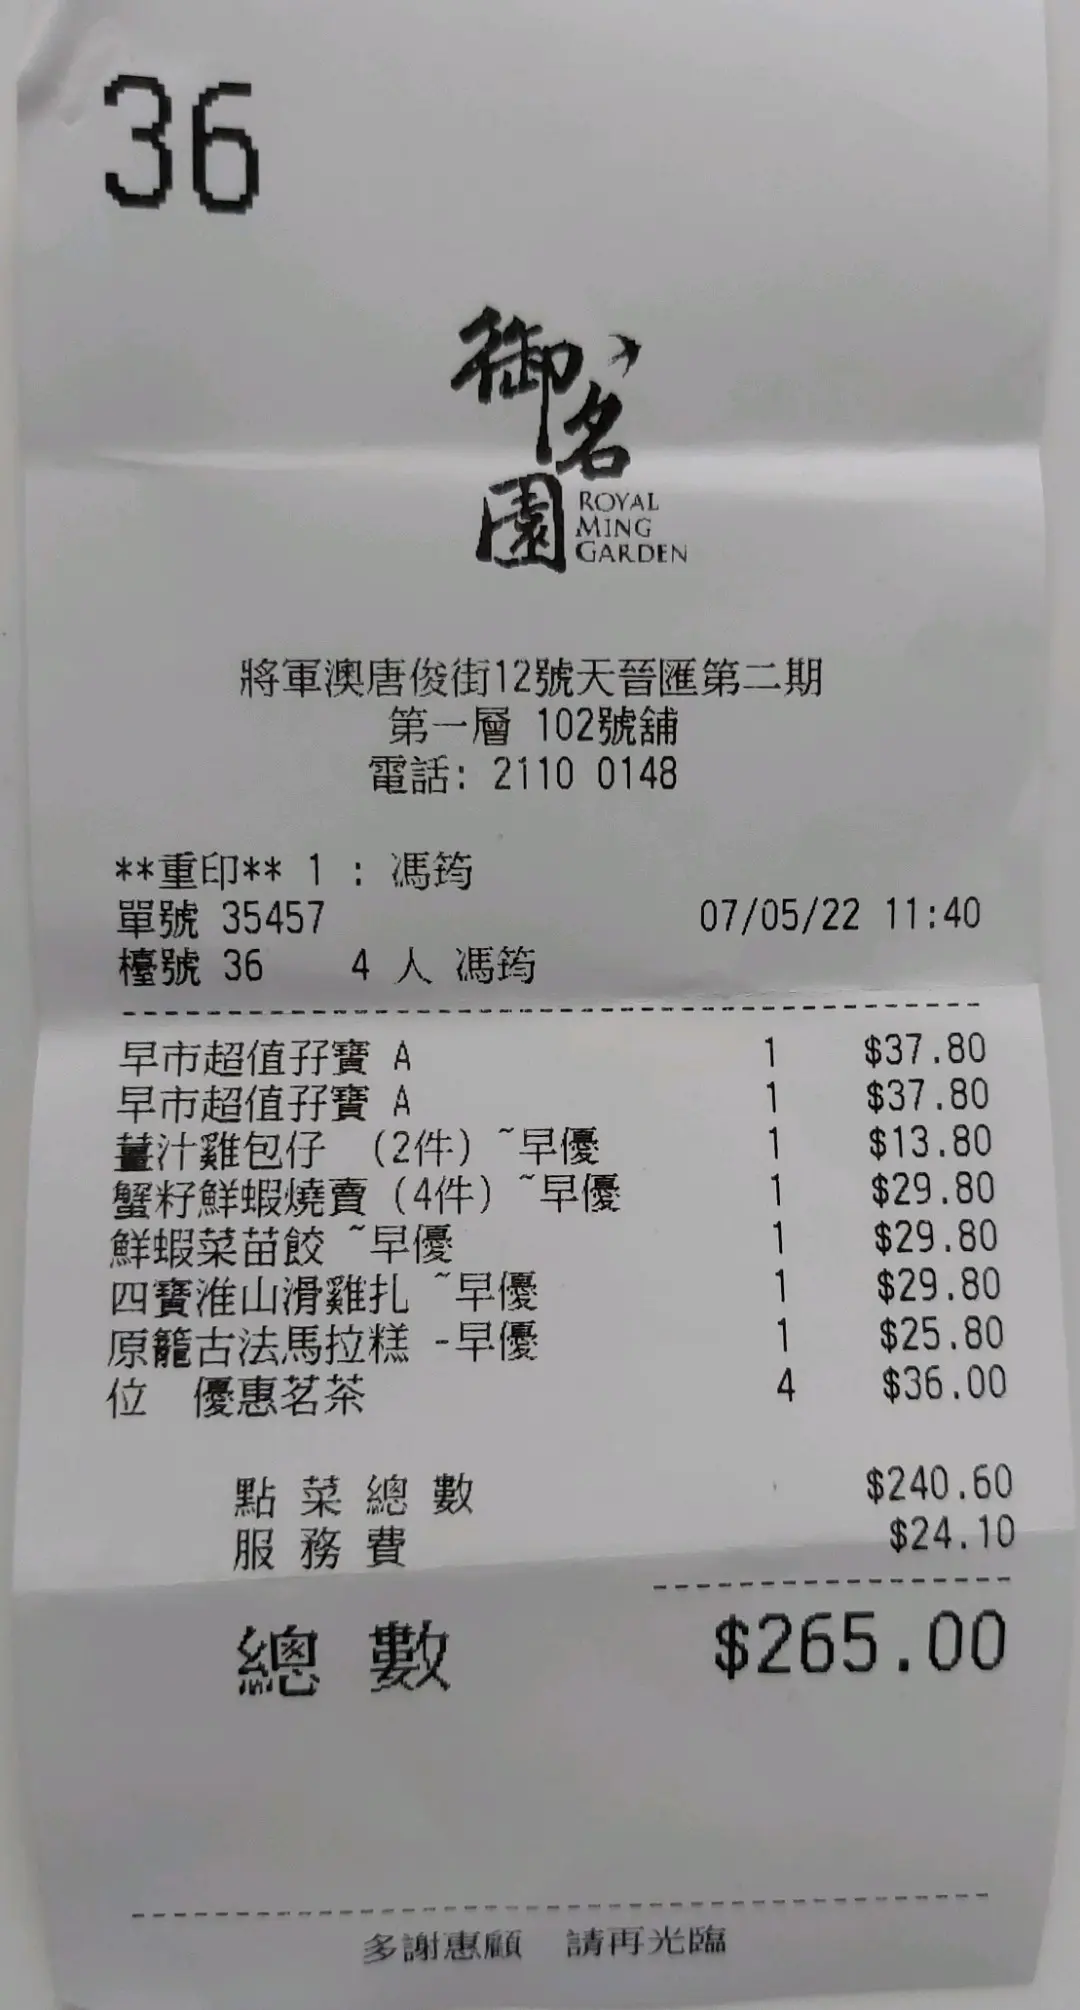 36
御名園
ROYAL
MING
GARDEN
將軍澳唐俊街12號天晉匯第二期
第一層 102號舖
電話: 2110 0148
**重印** 1 : 馮筠
單號 35457 07/05/22 11:40
檯號 36 4 人 馮筠
早市超值孖寶 A 1 $37.80
早市超值孖寶 A 1 $37.80
薑汁雞包仔 (2件) ~早優 1 $13.80
蟹籽鮮蝦燒賣 (4件) ~早優 1 $29.80
鮮蝦菜苗餃 ~早優 1 $29.80
四寶淮山滑雞扎 ~早優 1 $29.80
原籠古法馬拉糕 -早優 1 $25.80
位 優惠茗茶 4 $36.00
點菜總數 $240.60
服務費 $24.10
總數 $265.00
多謝惠顧 請再光臨